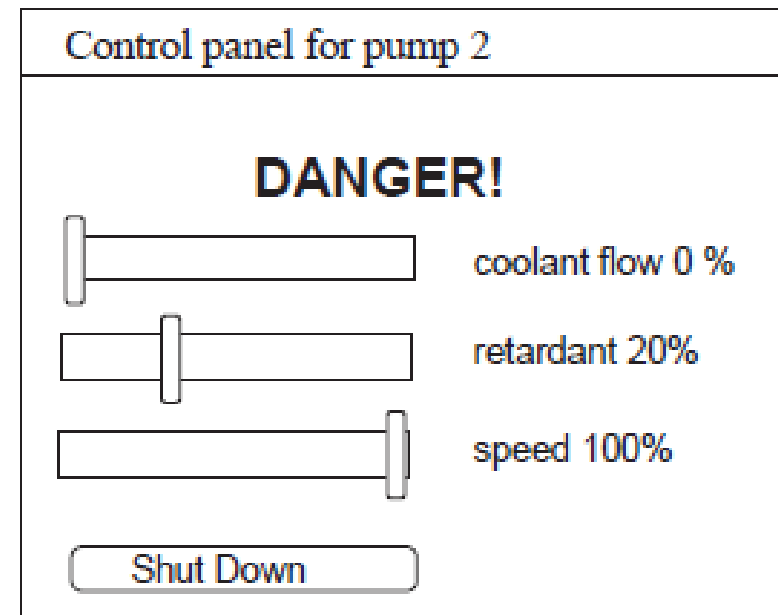 Control panel for pump 2
DANGER!
coolant flow 0 %
retardant 20%
speed 100%
Shut Down